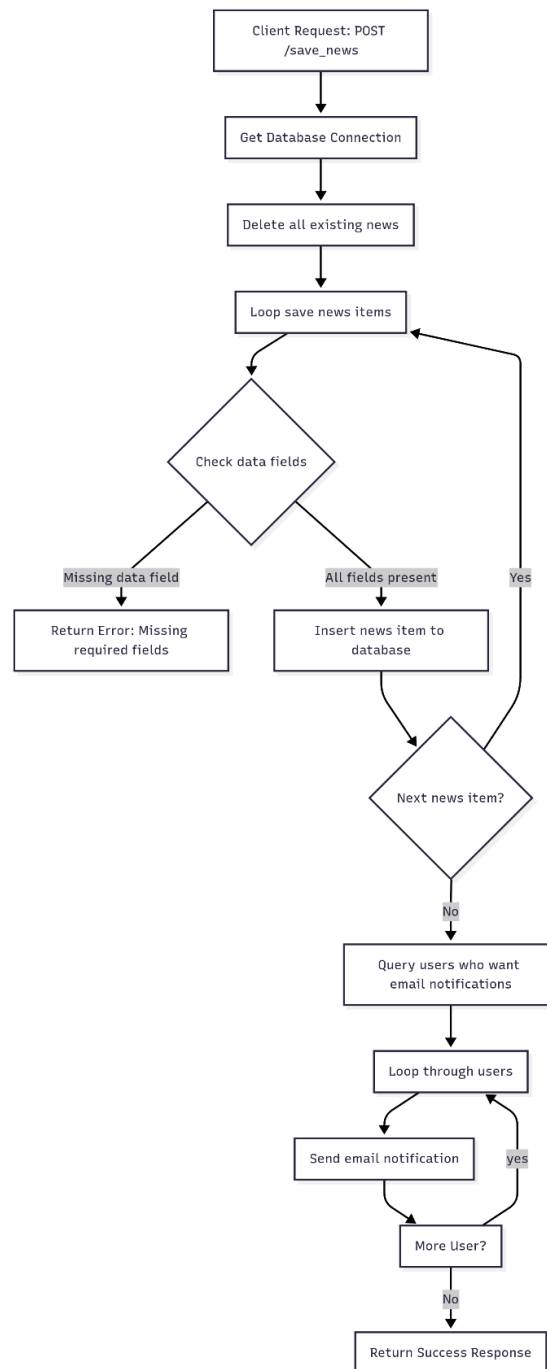 Client Request: POST
/save_news
Get Database Connection
Delete all existing news
Loop save news items
Check data fields
Missing data field
All fields present
Yes
Return Error: Missing
required fields
Insert news item to
database
Next news item?
No
Query users who want
email notifications
Loop through users
Send email notification
yes
More User?
No
Return Success Response